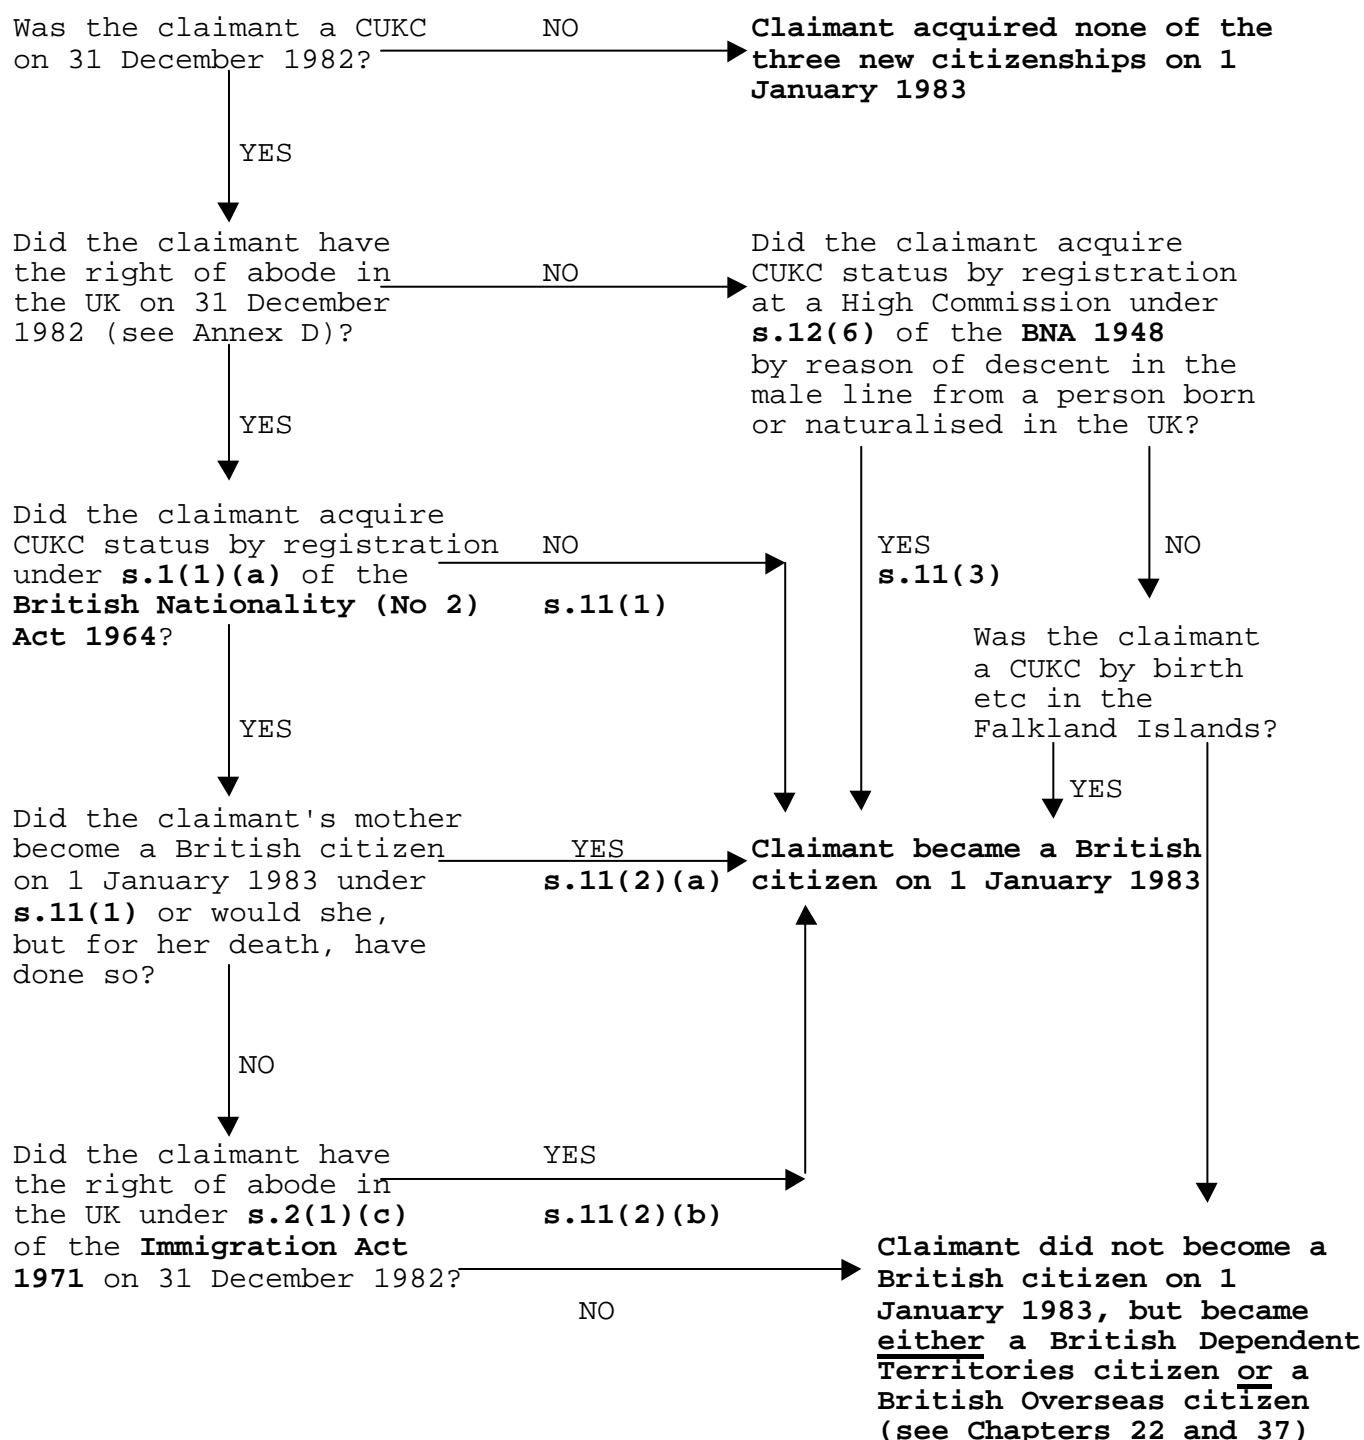 Was the claimant a CUKC
on 31 December 1982?
NO
Claimant acquired none of the
three new citizenships on 1
January 1983
YES
Did the claimant have
the right of abode in
the UK on 31 December
1982 (see Annex D)?
NO
Did the claimant acquire
CUKC status by registration
at a High Commission under
s.12(6) of the BNA 1948
by reason of descent in the
male line from a person born
or naturalised in the UK?
YES
Did the claimant acquire
CUKC status by registration
under s.1(1)(a) of the
British Nationality (No 2)
Act 1964?
NO
s.11(1)
YES
s.11(3)
NO
Was the claimant
a CUKC by birth
etc in the
Falkland Islands?
YES
YES
Did the claimant's mother
become a British citizen
on 1 January 1983 under
s.11(1) or would she,
but for her death, have
done so?
YES
s.11(2)(a)
Claimant became a British
citizen on 1 January 1983
NO
Did the claimant have
the right of abode in
the UK under s.2(1)(c)
of the Immigration Act
1971 on 31 December 1982?
YES
s.11(2)(b)
NO
Claimant did not become a
British citizen on 1
January 1983, but became
either a British Dependent
Territories citizen or a
British Overseas citizen
(see Chapters 22 and 37)